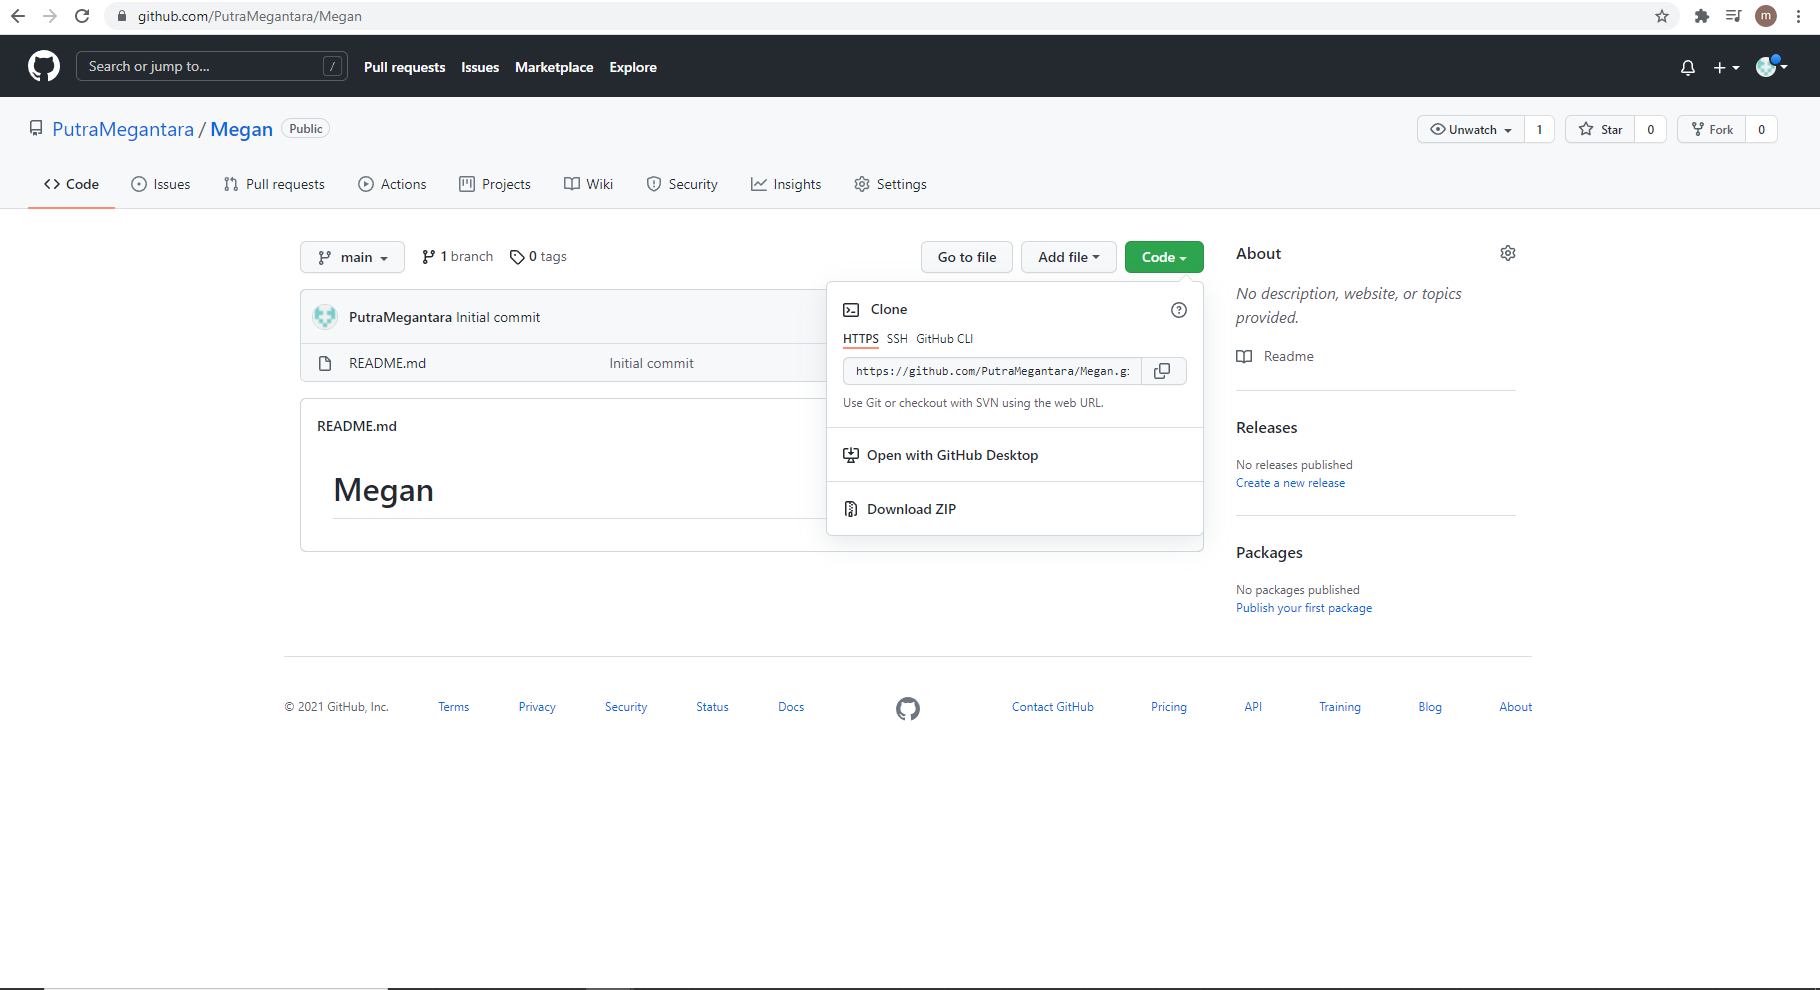 github.com/PutraMegantara/Megan
m
Search or jump to...
/
Pull requests Issues Marketplace Explore
PutraMegantara / Megan Public
Unwatch 1 Star 0 Fork 0
Code Issues Pull requests Actions Projects Wiki Security Insights Settings
main 1 branch 0 tags
Go to file Add file Code
PutraMegantara Initial commit
README.md Initial commit
README.md
Megan
Clone
HTTPS SSH GitHub CLI
https://github.com/PutraMegantara/Megan.gi
Use Git or checkout with SVN using the web URL.
Open with GitHub Desktop
Download ZIP
About
No description, website, or topics
provided.
Readme
Releases
No releases published
Create a new release
Packages
No packages published
Publish your first package
© 2021 GitHub, Inc. Terms Privacy Security Status Docs Contact GitHub Pricing API Training Blog About